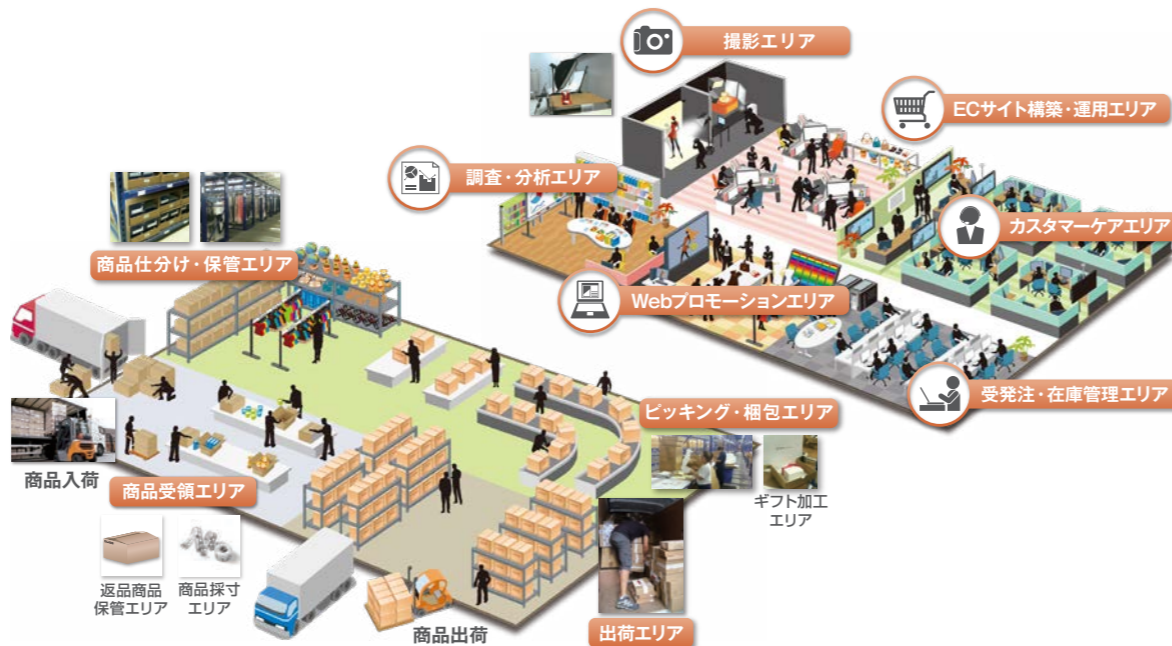 撮影エリア
ECサイト構築・運用エリア
調査・分析エリア
カスタマーケアエリア
商品仕分け・保管エリア
Webプロモーションエリア
受発注・在庫管理エリア
ピッキング・梱包エリア
商品入荷
商品受領エリア
ギフト加工
エリア
返品商品
保管エリア
商品採寸
エリア
商品出荷
出荷エリア